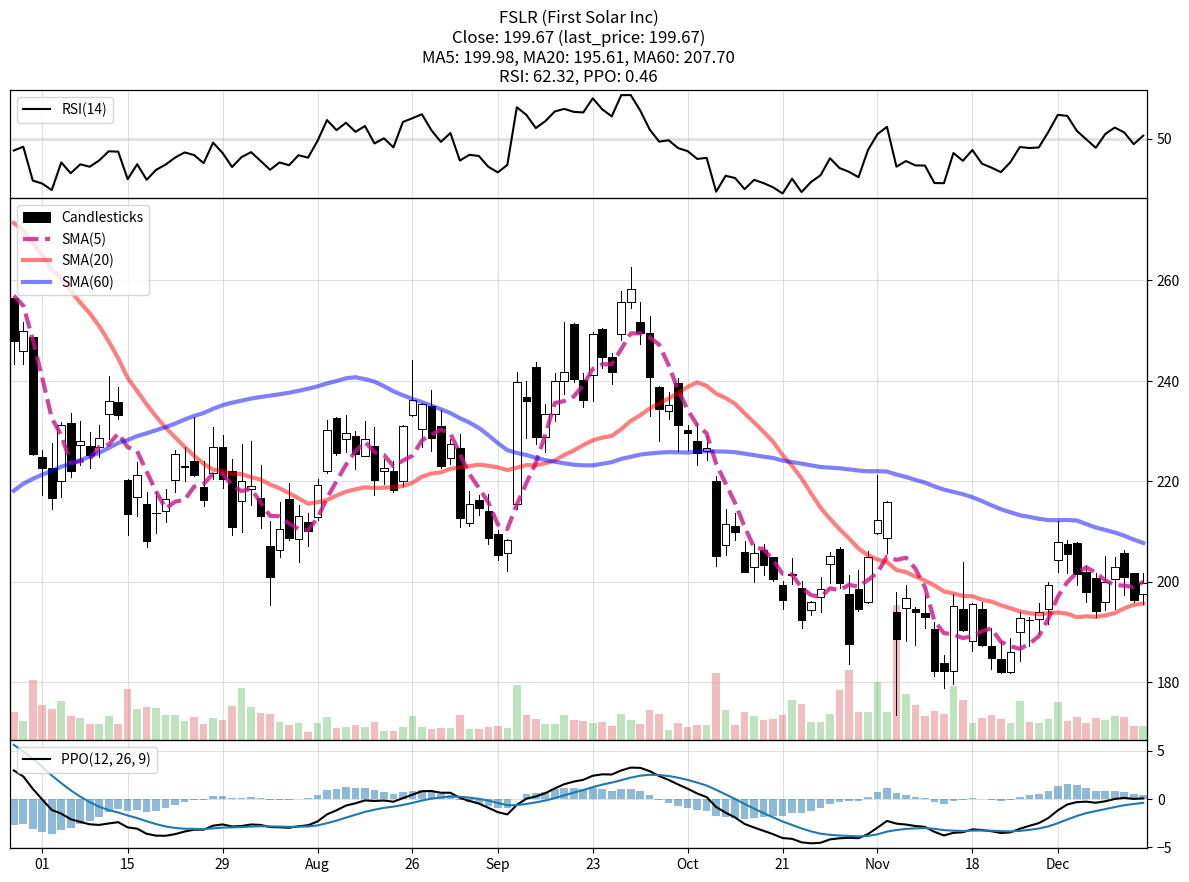 FSLR (First Solar Inc)
Close: 199.67 (last_price: 199.67)
MA5: 199.98, MA20: 195.61, MA60: 207.70
RSI: 62.32, PPO: 0.46
RSI(14)
50
Candlesticks
SMA(5)
SMA(20)
SMA(60)
260
240
220
200
180
PPO(12, 26, 9)
5
0
−5
01 15 29 Aug 26 Sep 23 Oct 21 Nov 18 Dec